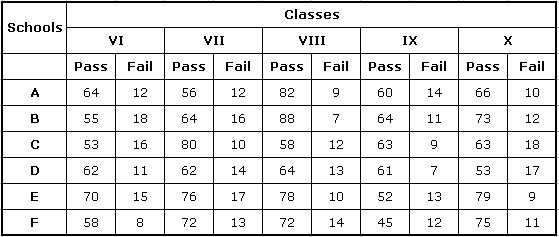 Schools Classes
VI VII VIII IX X
Pass Fail Pass Fail Pass Fail Pass Fail Pass Fail
A 64 12 56 12 82 9 60 14 66 10
B 55 18 64 16 88 7 64 11 73 12
C 53 16 80 10 58 12 63 9 63 18
D 62 11 62 14 64 13 61 7 53 17
E 70 15 76 17 78 10 52 13 79 9
F 58 8 72 13 72 14 45 12 75 11